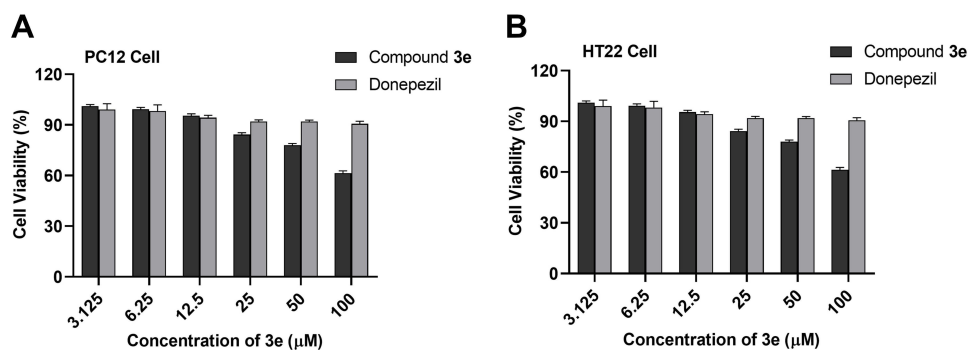 A
PC12 Cell
Compound 3e
Donepezil
Cell Viability (%)
120
90
60
30
0
3.125
6.25
12.5
25
50
100
Concentration of 3e (μM)
B
HT22 Cell
Compound 3e
Donepezil
Cell Viability (%)
120
90
60
30
0
3.125
6.25
12.5
25
50
100
Concentration of 3e (μM)